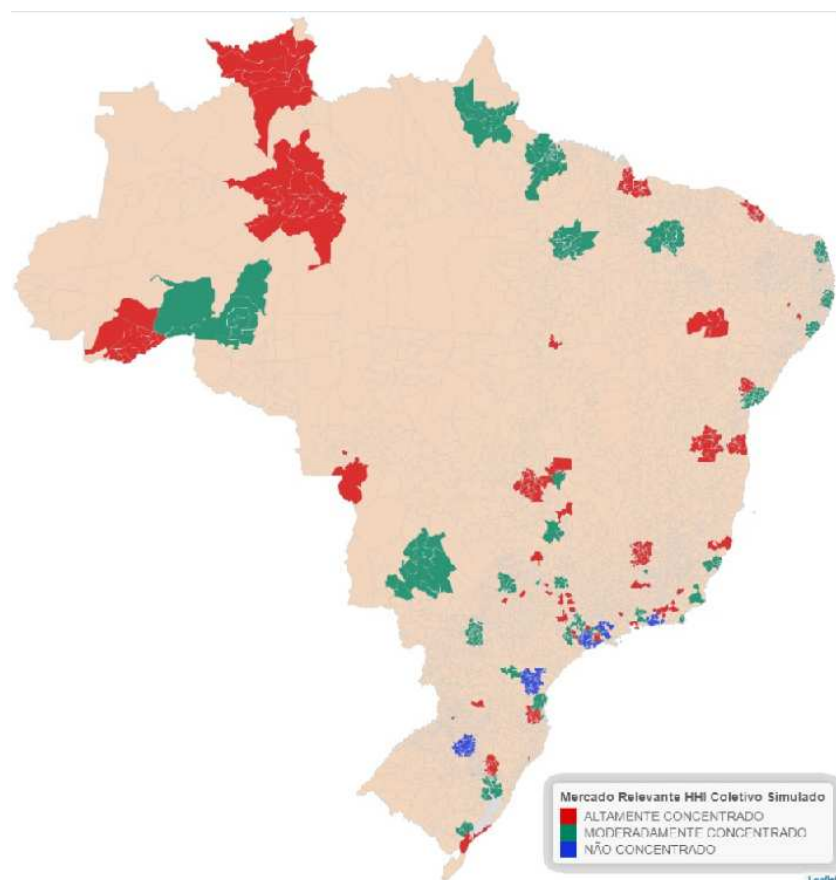 Mercado Relevante HHI Coletivo Simulado
ALTAMENTE CONCENTRADO
MODERADAMENTE CONCENTRADO
NÃO CONCENTRADO